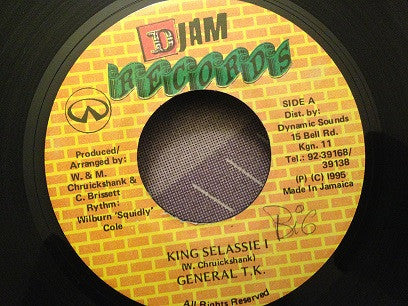 DJAM
RECORDS
SIDE A
Dist. by:
Dynamic Sounds
15 Bell Rd.
Kgn. 11
Tel.: 92-39168/
39138
(P) (C) 1995
Made In Jamaica
Produced/
Arranged by:
W. & M.
Chruickshank &
C. Brissett
Rythm:
Wilburn 'Squidly'
Cole
Big
KING SELASSIE I
(W. Chruickshank)
GENERAL T.K.
All Rights Reserved